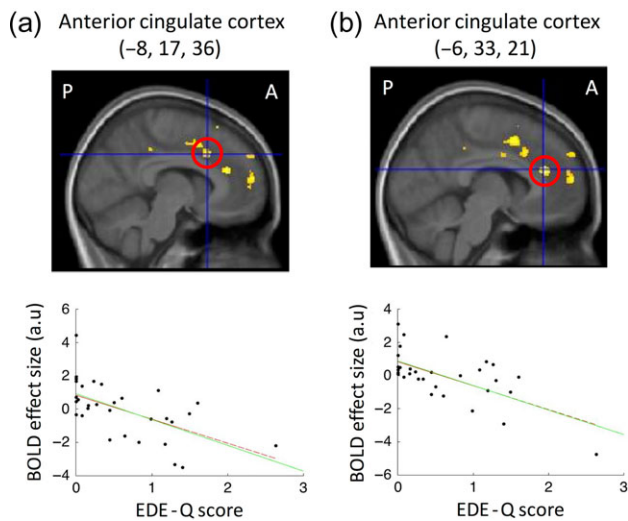 (a) Anterior cingulate cortex
(−8, 17, 36)
P A
(b) Anterior cingulate cortex
(−6, 33, 21)
P A
BOLD effect size (a.u)
6
4
2
0
−2
−4
0 1 2 3
EDE - Q score
BOLD effect size (a.u)
4
2
0
−2
−4
−6
0 1 2 3
EDE - Q score